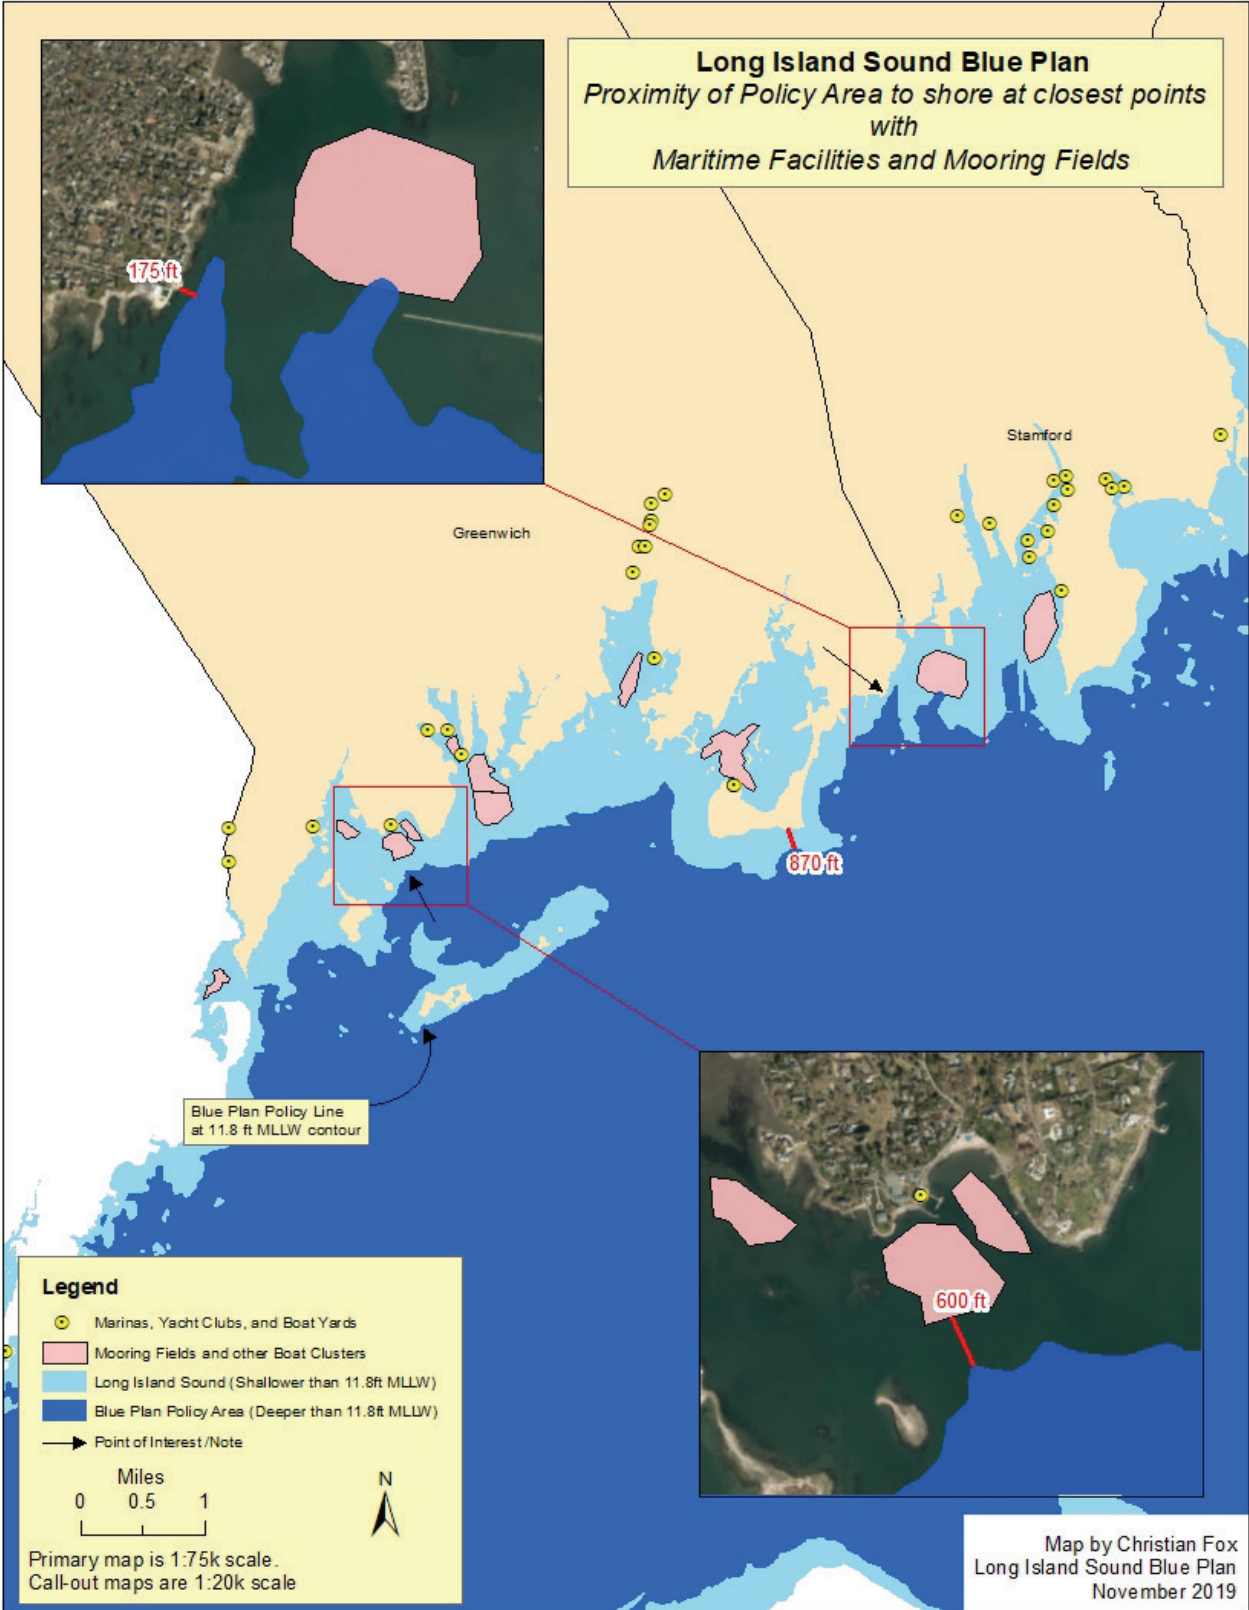 Long Island Sound Blue Plan
Proximity of Policy Area to shore at closest points
with
Maritime Facilities and Mooring Fields
175 ft
Stamford
Greenwich
870 ft
Blue Plan Policy Line
at 11.8 ft MLLW contour
600 ft
Legend
Marinas, Yacht Clubs, and Boat Yards
Mooring Fields and other Boat Clusters
Long Island Sound (Shallower than 11.8ft MLLW)
Blue Plan Policy Area (Deeper than 11.8ft MLLW)
Point of Interest /Note
Miles
0 0.5 1
N
Primary map is 1:75k scale.
Call-out maps are 1:20k scale
Map by Christian Fox
Long Island Sound Blue Plan
November 2019